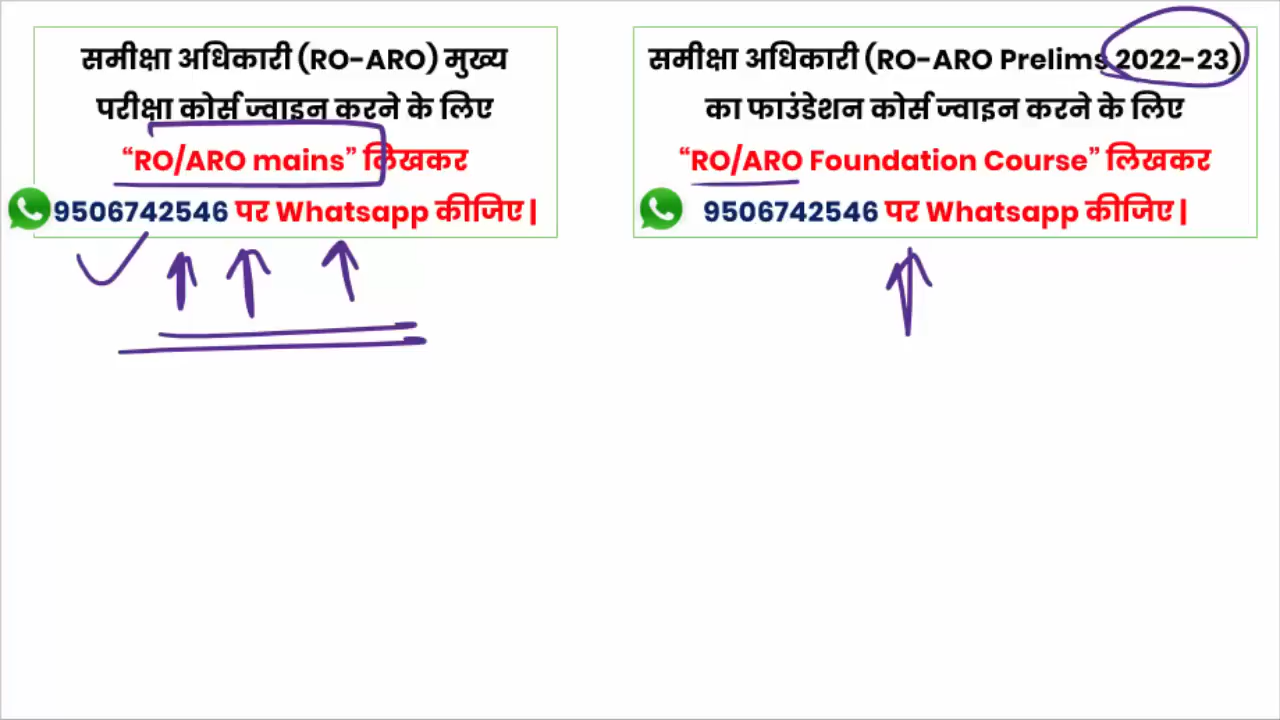 समीक्षा अधिकारी (RO-ARO) मुख्य
परीक्षा कोर्स ज्वाइन करने के लिए
“RO/ARO mains” लिखकर
9506742546 पर Whatsapp कीजिए |
समीक्षा अधिकारी (RO-ARO Prelims 2022-23)
का फाउंडेशन कोर्स ज्वाइन करने के लिए
“RO/ARO Foundation Course” लिखकर
9506742546 पर Whatsapp कीजिए |